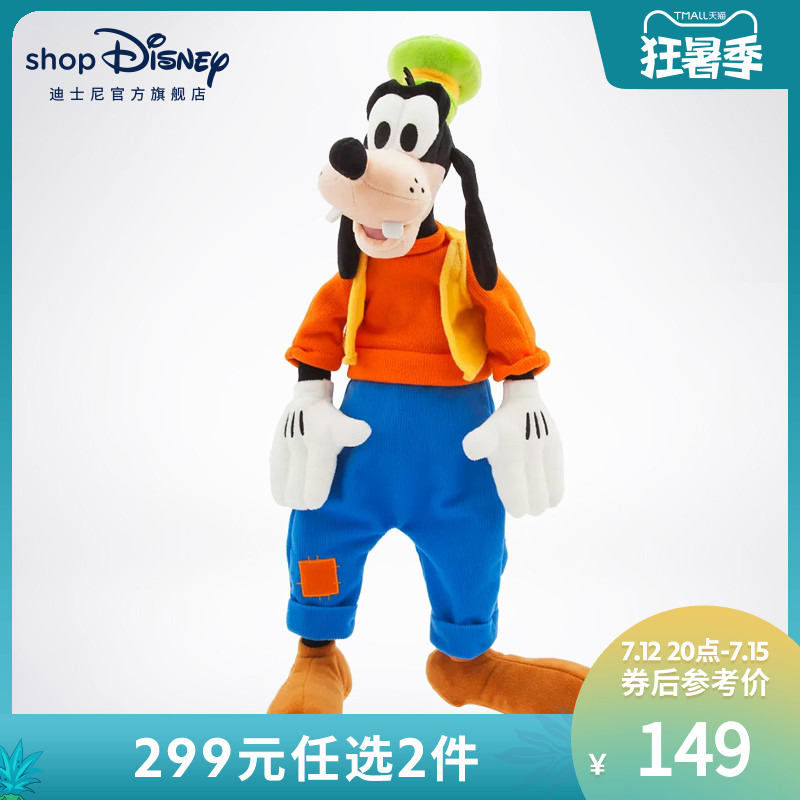 shop Disney
迪士尼官方旗舰店
TMALL天猫
狂暑季
7.12 20点-7.15
券后参考价
¥ 149
299元任选2件